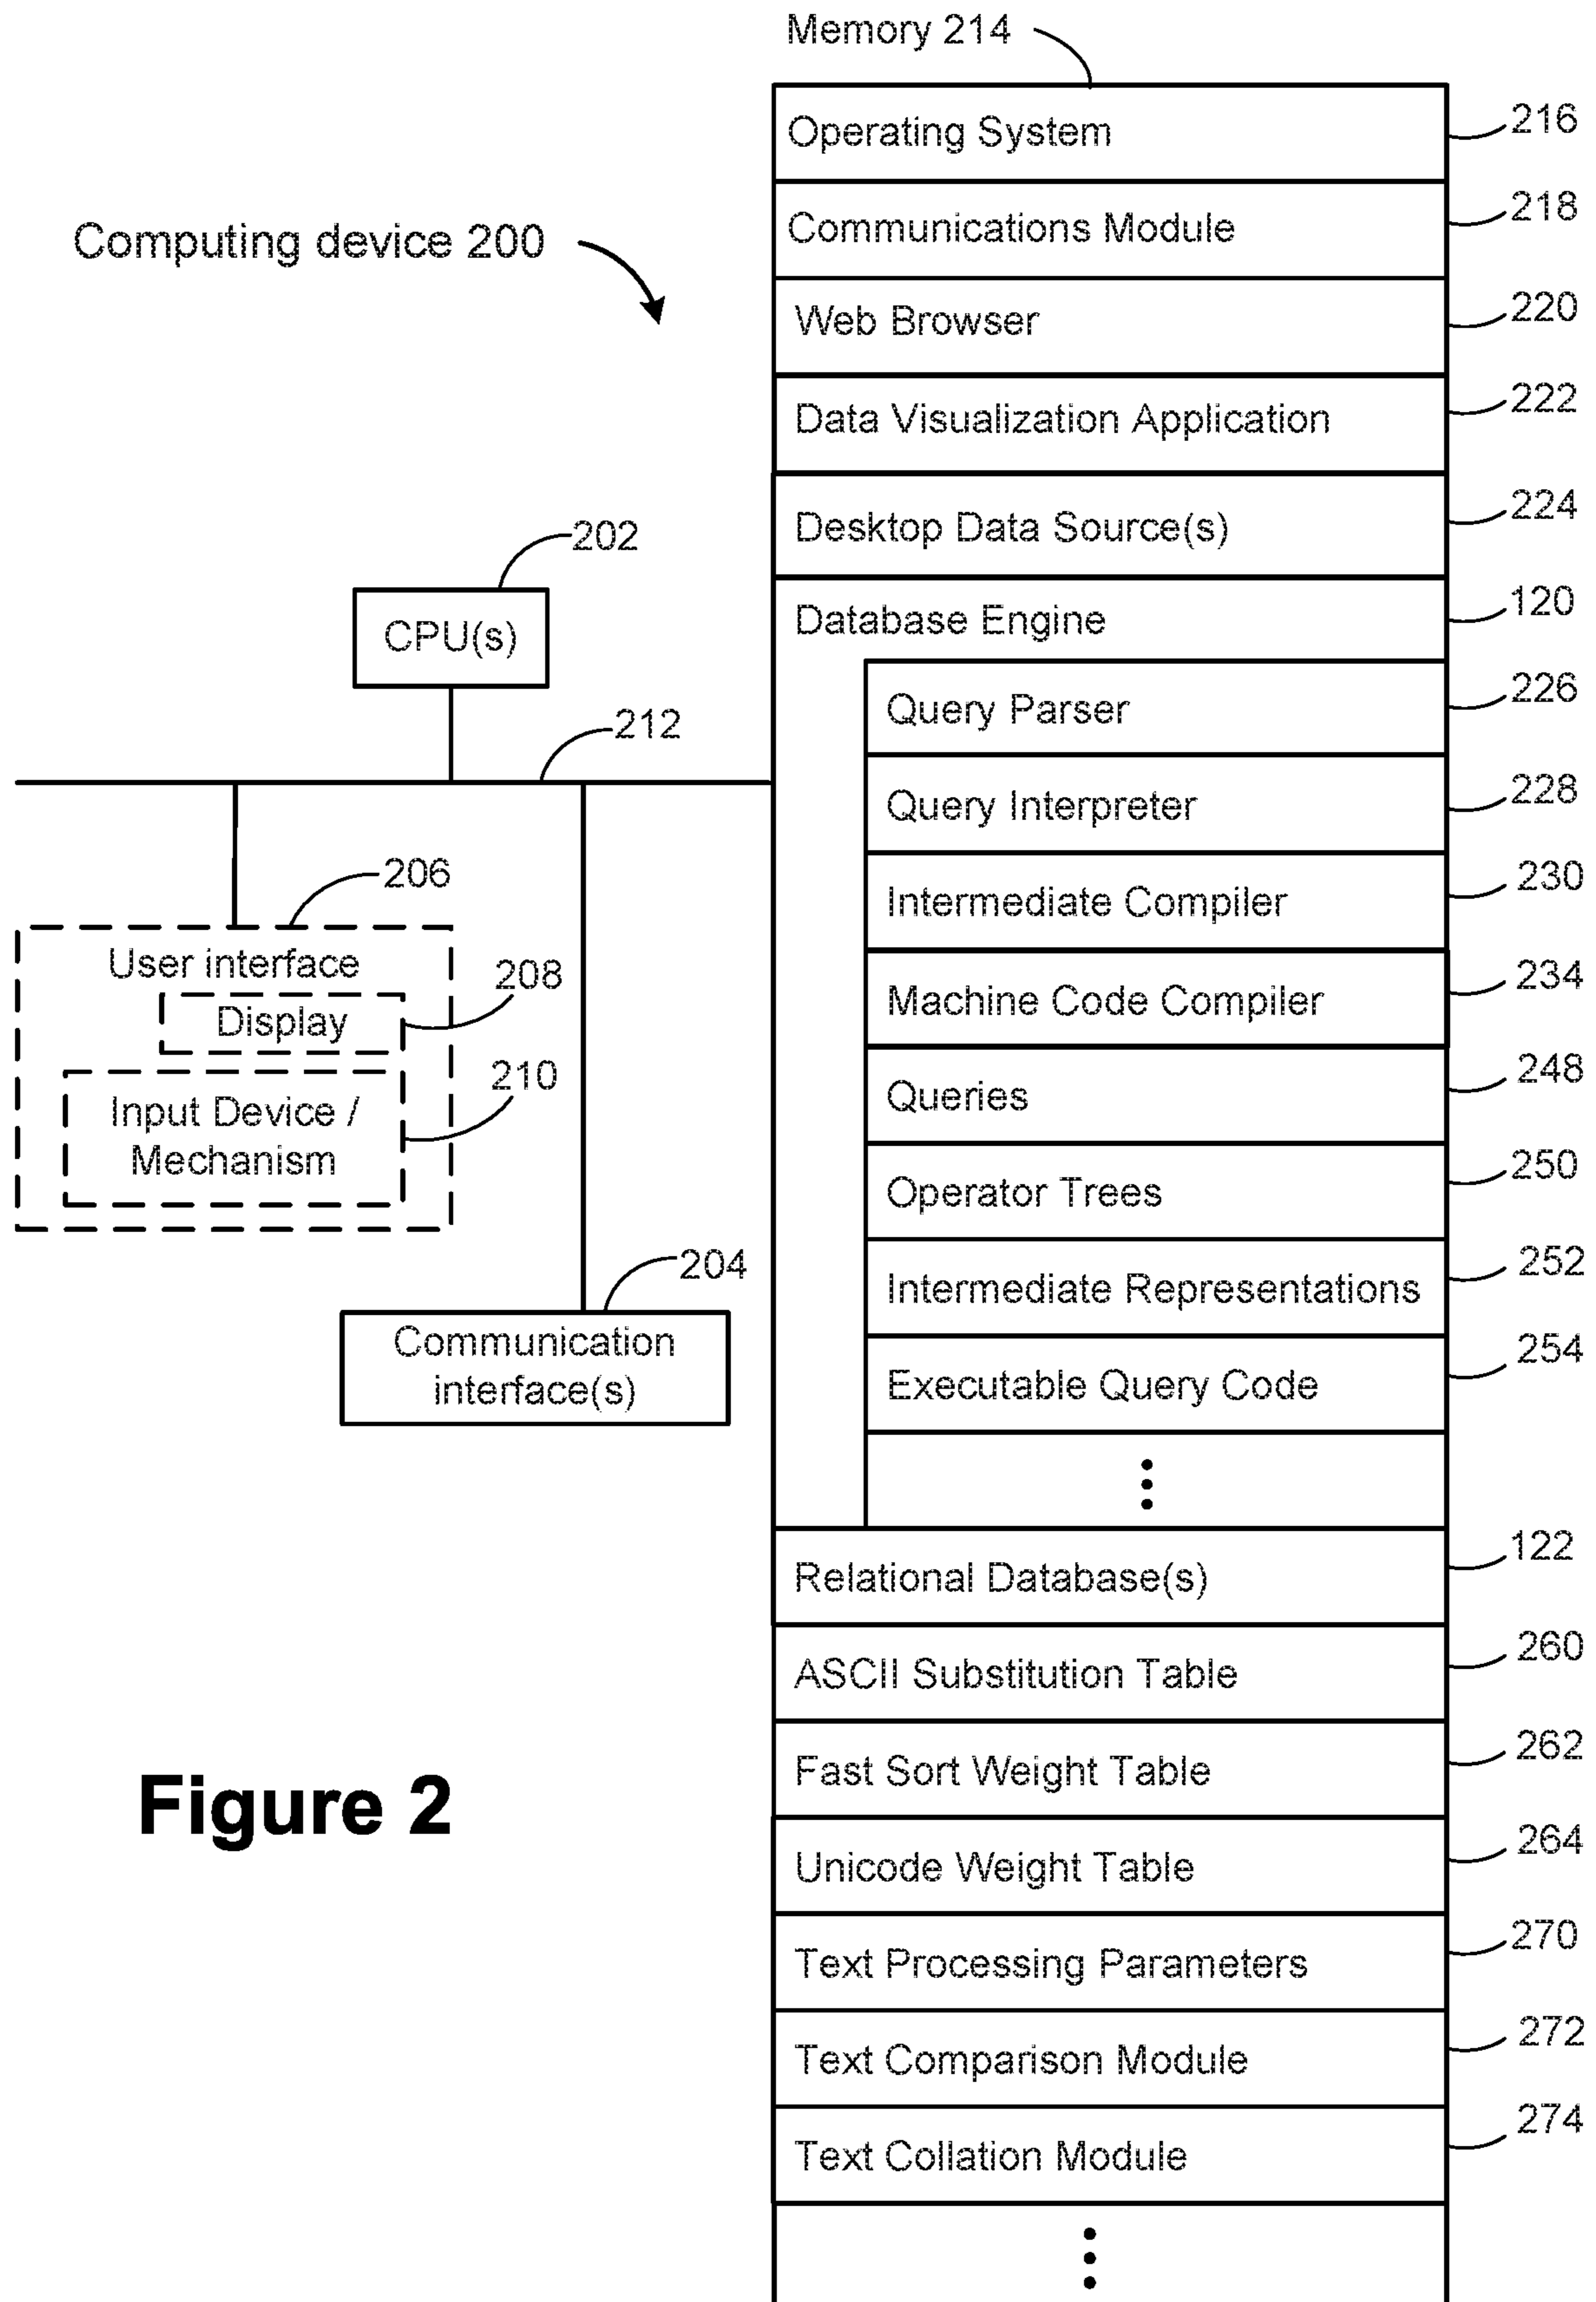 Memory 214
Operating System
216
Communications Module
218
Computing device 200
Web Browser
220
Data Visualization Application
222
Desktop Data Source(s)
224
Database Engine
120
202
CPU(s)
Query Parser
226
212
Query Interpreter
228
206
Intermediate Compiler
230
User interface
208
Display
Machine Code Compiler
234
210
Input Device /
Mechanism
Queries
248
Operator Trees
250
204
Communication
interface(s)
Intermediate Representations
252
Executable Query Code
254
Relational Database(s)
122
ASCII Substitution Table
260
Fast Sort Weight Table
262
Figure 2
Unicode Weight Table
264
Text Processing Parameters
270
Text Comparison Module
272
Text Collation Module
274